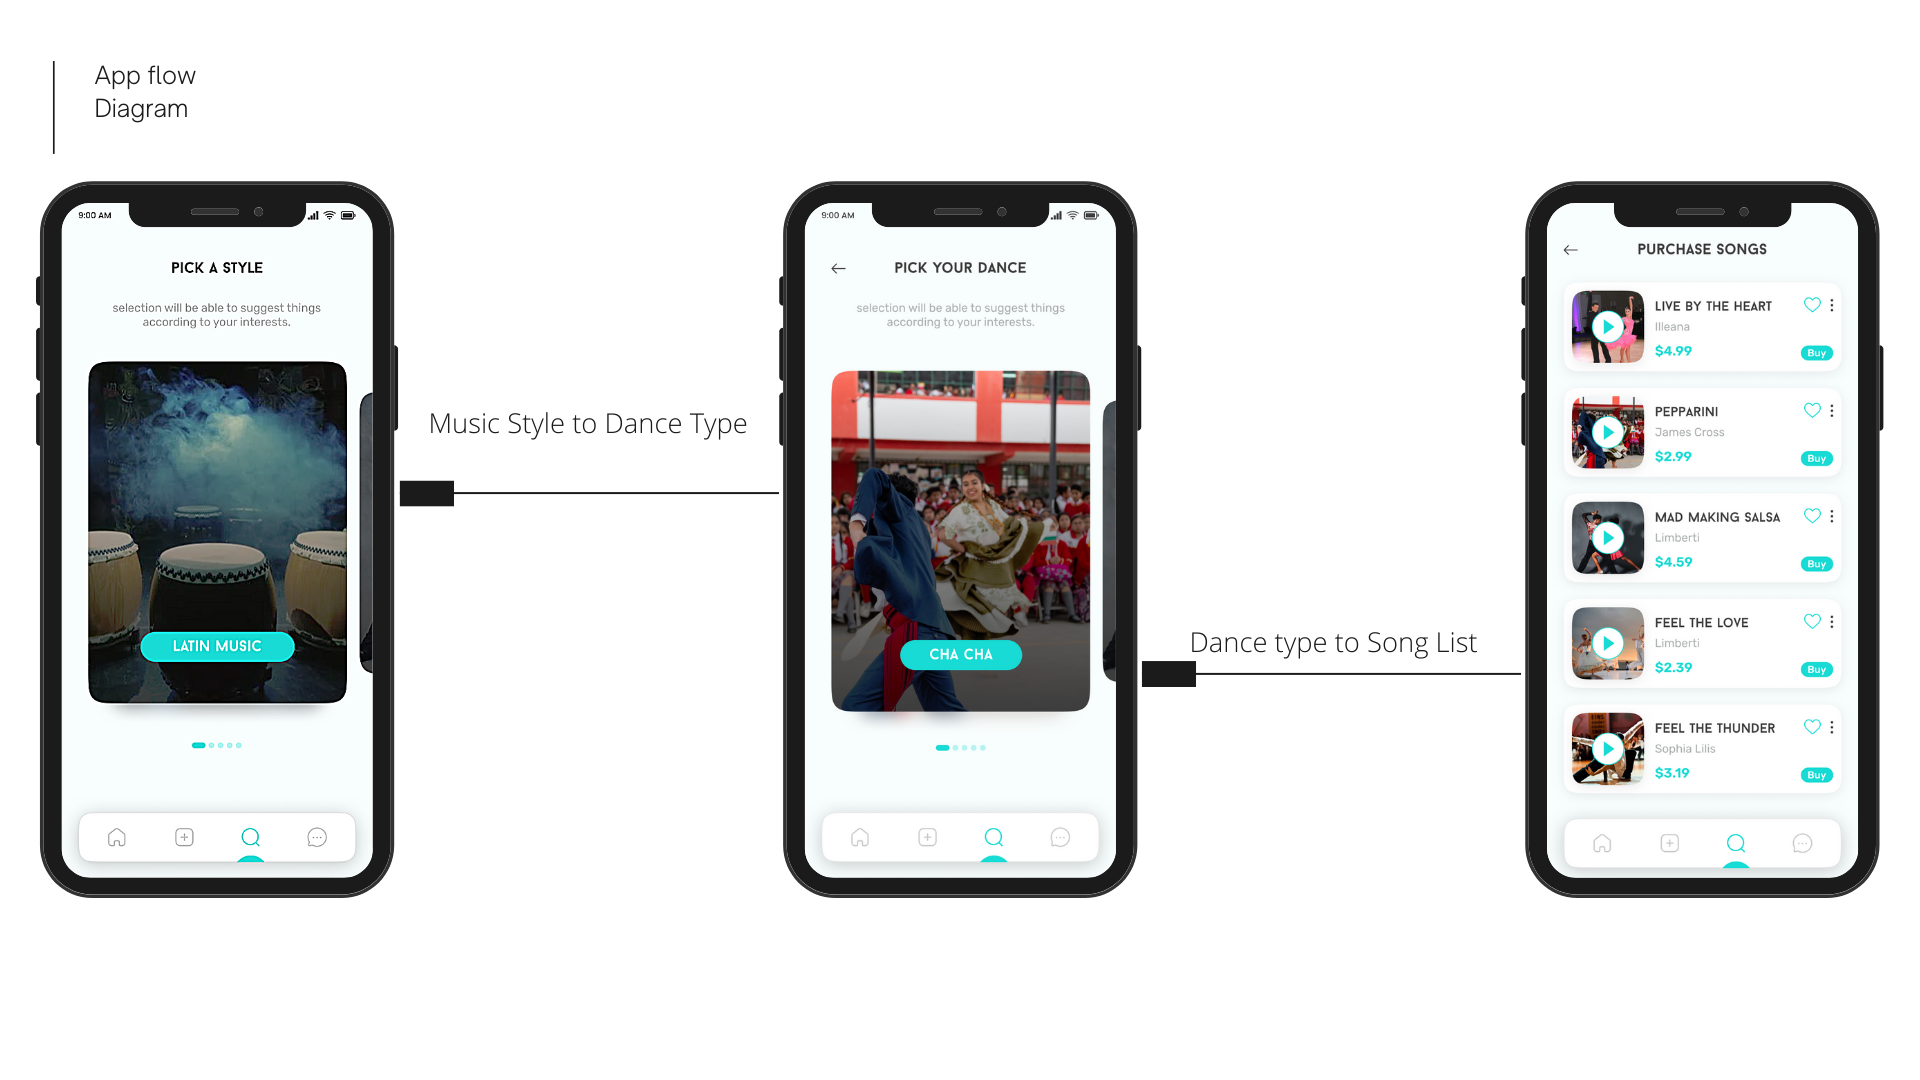 App flow
Diagram
9:00 AM
PICK A STYLE
selection will be able to suggest things
according to your interests.
LATIN MUSIC
Music Style to Dance Type
9:00 AM
PICK YOUR DANCE
selection will be able to suggest things
according to your interests.
CHA CHA
Dance type to Song List
PURCHASE SONGS
LIVE BY THE HEART
Illeana
$4.99
Buy
PEPPARINI
James Cross
$2.99
Buy
MAD MAKING SALSA
Limberti
$4.59
Buy
FEEL THE LOVE
Limberti
$2.39
Buy
FEEL THE THUNDER
Sophia Lilis
$3.19
Buy